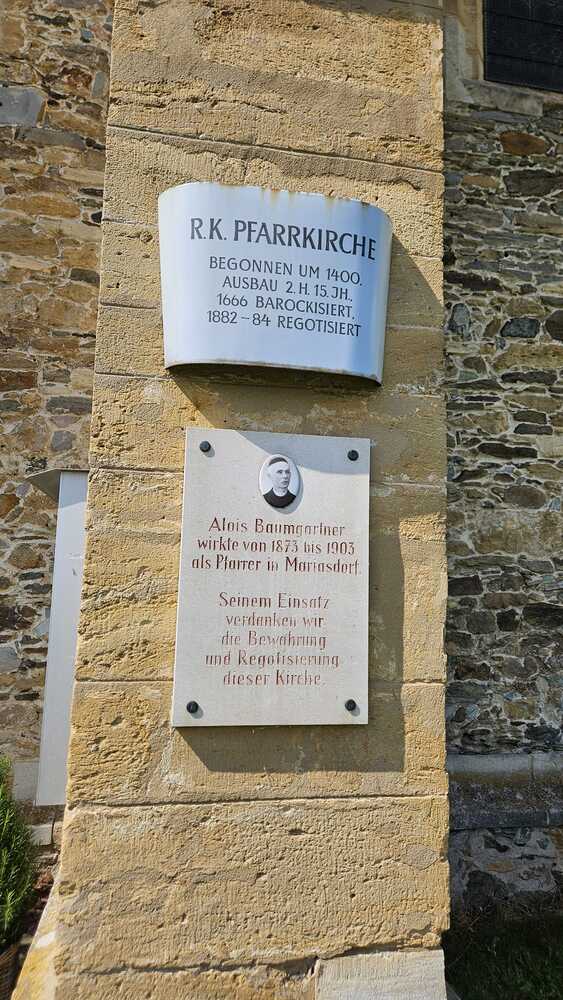 R.K. PFARRKIRCHE
BEGONNEN UM 1400.
AUSBAU 2. H. 15. JH.
1666 BAROCKISIERT,
1882-84 REGOTISIERT
Alois Baumgartner
wirkte von 1873 bis 1903
als Pfarrer in Mariasdorf.
Seinem Einsatz
verdanken wir
die Bewahrung
und Regotisierung
dieser Kirche.